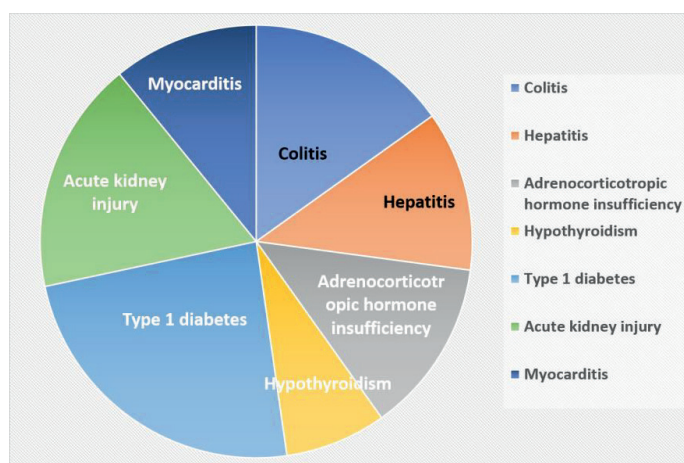 Myocarditis
Colitis
Acute kidney
injury
Hepatitis
Adrenocorticotr
opic hormone
insufficiency
Type 1 diabetes
Hypothyroidism
Colitis
Hepatitis
Adrenocorticotropic
hormone insufficiency
Hypothyroidism
Type 1 diabetes
Acute kidney injury
Myocarditis